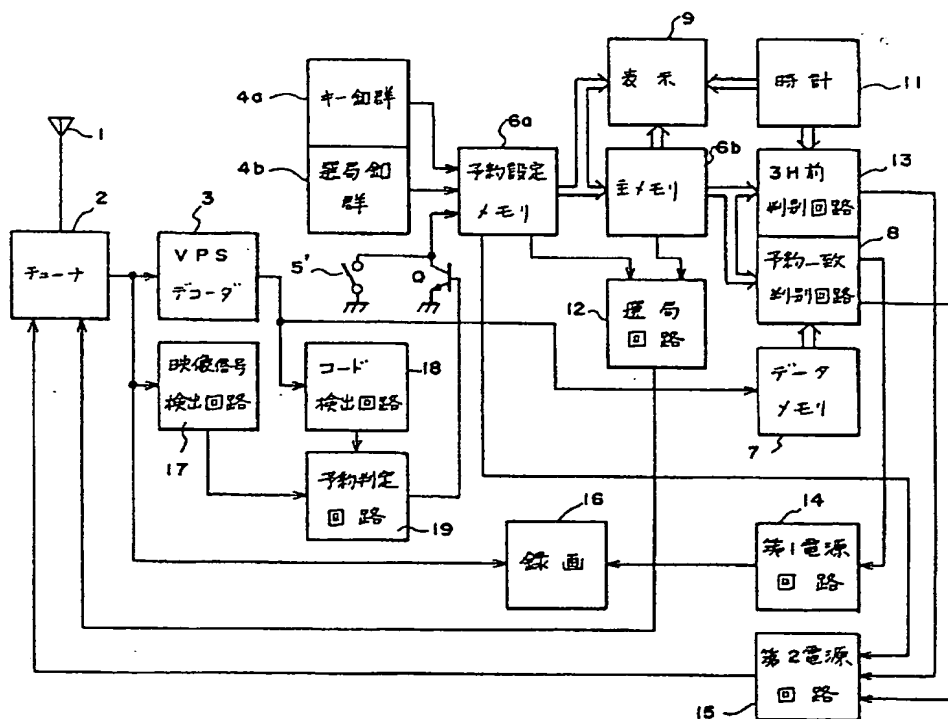 9
表示
時計
11
4a
キー釦群
6a
6b
13
1
4b
選局釦
群
予約設定
メモリ
主メモリ
3H前
判別回路
2
3
8
チューナ
VPS
デコーダ
5'
Q
予約一致
判別回路
12
選局
回路
映像信号
検出回路
コード
検出回路
18
データ
メモリ
17
7
予約判定
回路
19
16
14
録画
第1電源
回路
第2電源
回路
15